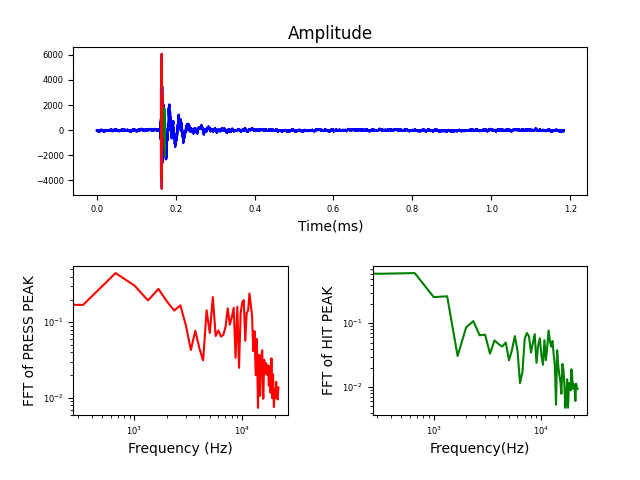 Amplitude
6000
4000
2000
0
−2000
−4000
0.0 0.2 0.4 0.6 0.8 1.0 1.2
Time(ms)
FFT of PRESS PEAK
10⁻¹
10⁻²
10³ 10⁴
Frequency (Hz)
FFT of HIT PEAK
10⁻¹
10⁻²
10³ 10⁴
Frequency(Hz)